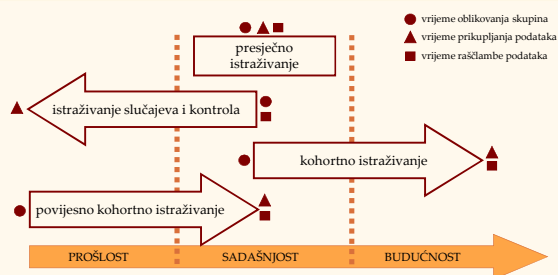 vrijeme oblikovanja skupina
vrijeme prikupljanja podataka
vrijeme raščlambe podataka
presječno
istraživanje
istraživanje slučajeva i kontrola
kohortno istraživanje
povijesno kohortno istraživanje
PROŠLOST
SADAŠNJOST
BUDUĆNOST